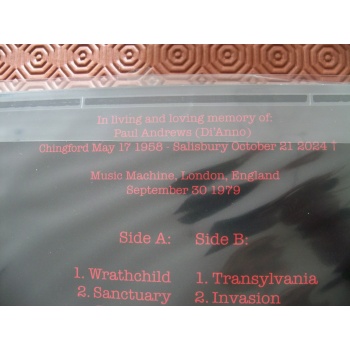 In living and loving memory of:
Paul Andrews (Di'Anno)
Chingford May 17 1958 - Salisbury October 21 2024 †
Music Machine, London, England
September 30 1979
Side A: Side B:
1. Wrathchild 1. Transylvania
2. Sanctuary 2. Invasion